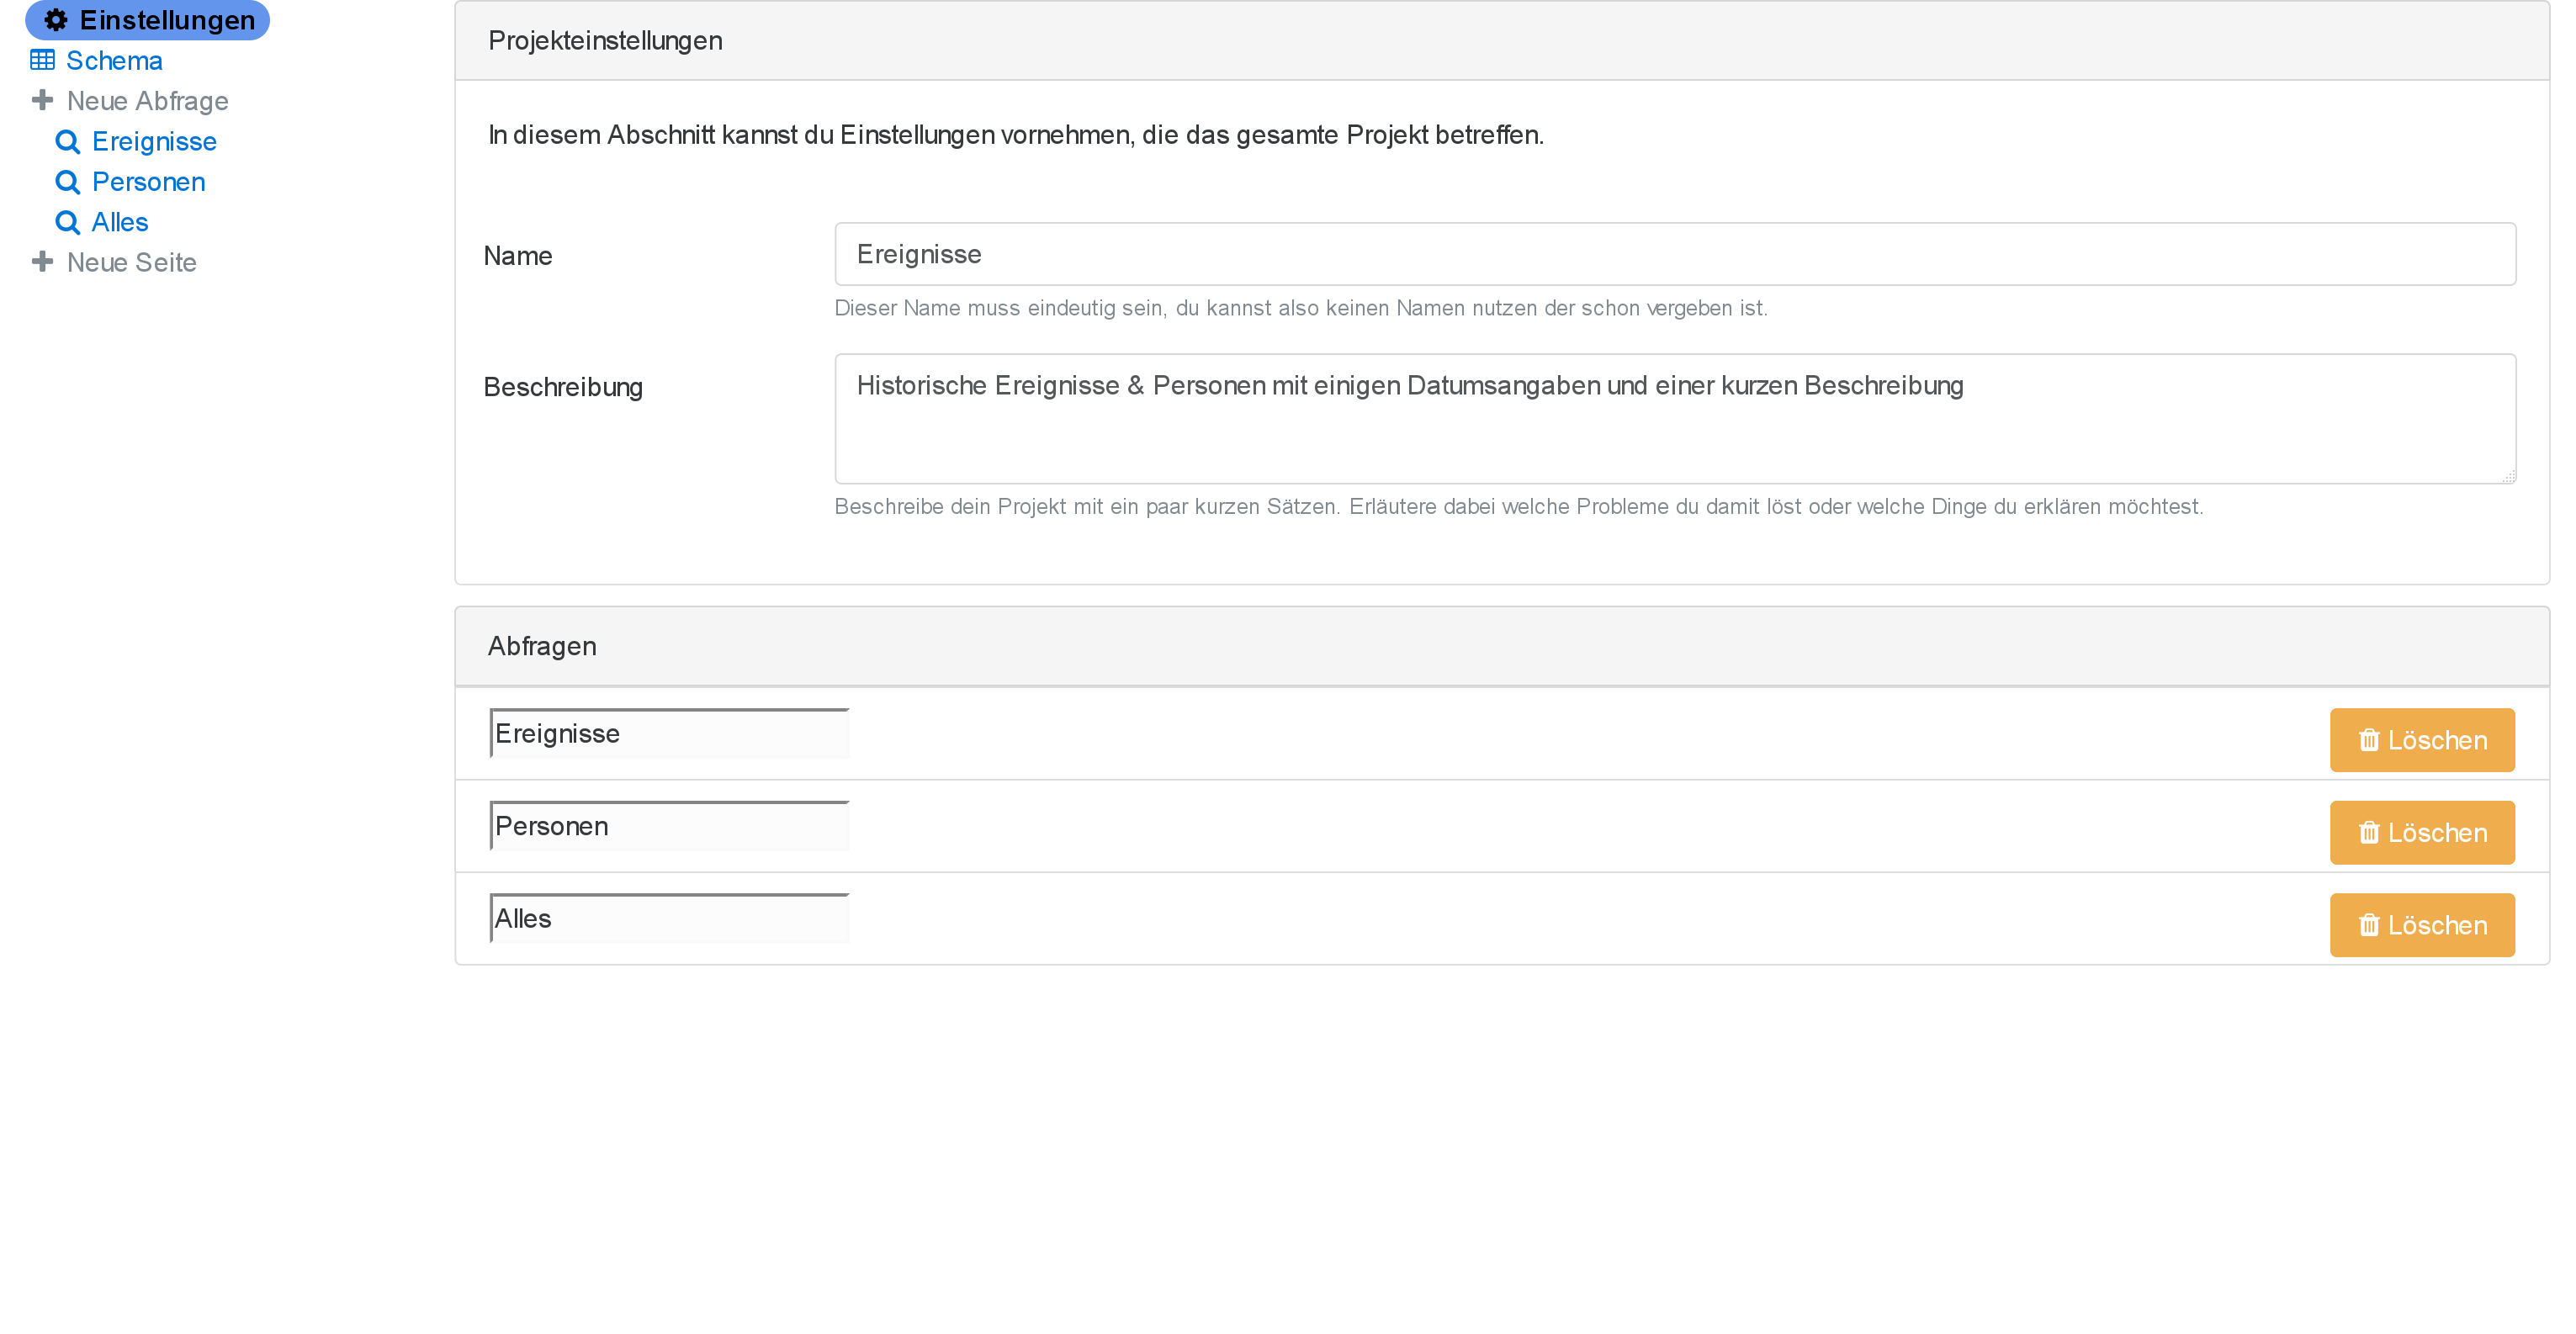 Einstellungen
Schema
Neue Abfrage
Ereignisse
Personen
Alles
Neue Seite
Projekteinstellungen
In diesem Abschnitt kannst du Einstellungen vornehmen, die das gesamte Projekt betreffen.
Name
Ereignisse
Dieser Name muss eindeutig sein, du kannst also keinen Namen nutzen der schon vergeben ist.
Beschreibung
Historische Ereignisse & Personen mit einigen Datumsangaben und einer kurzen Beschreibung
Beschreibe dein Projekt mit ein paar kurzen Sätzen. Erläutere dabei welche Probleme du damit löst oder welche Dinge du erklären möchtest.
Abfragen
Ereignisse
Löschen
Personen
Löschen
Alles
Löschen